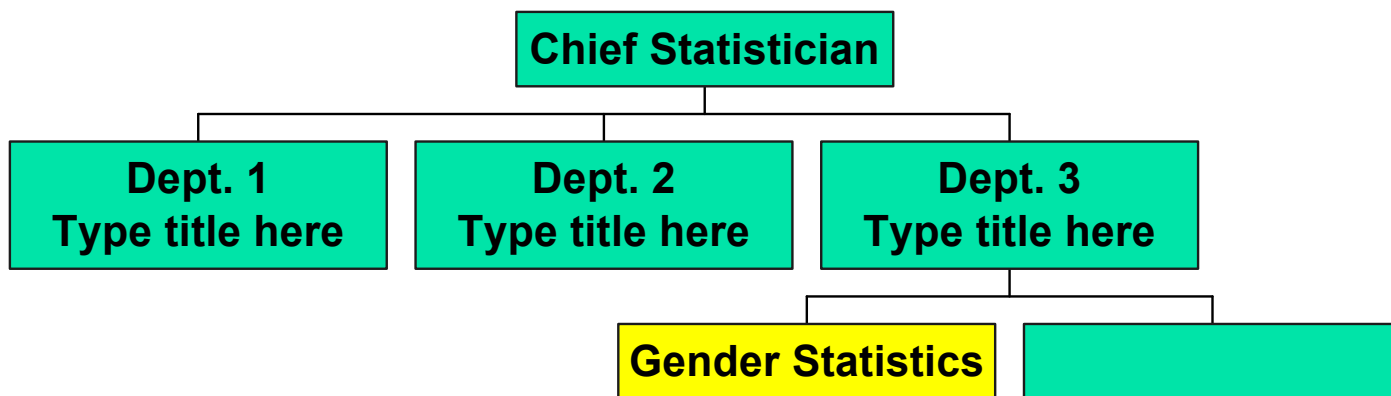 Chief Statistician
Dept. 1
Type title here
Dept. 2
Type title here
Dept. 3
Type title here
Gender Statistics